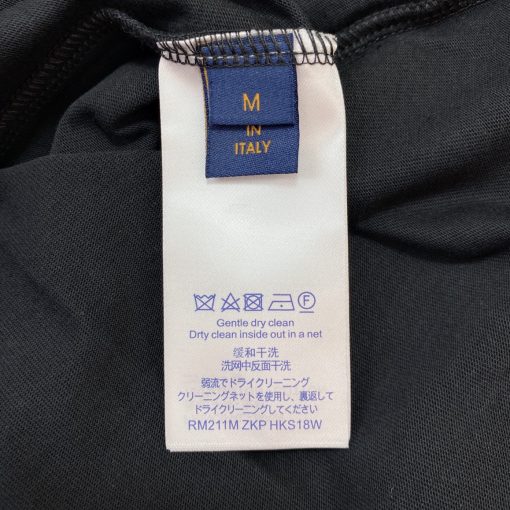 M
IN
ITALY
Gentle dry clean
Drty clean inside out in a net
缓和干洗
洗网中反面干洗
弱流でドライクリーニング
クリーニングネットを使用し、裏返して
ドライクリーニングしてください
RM211M ZKP HKS18W